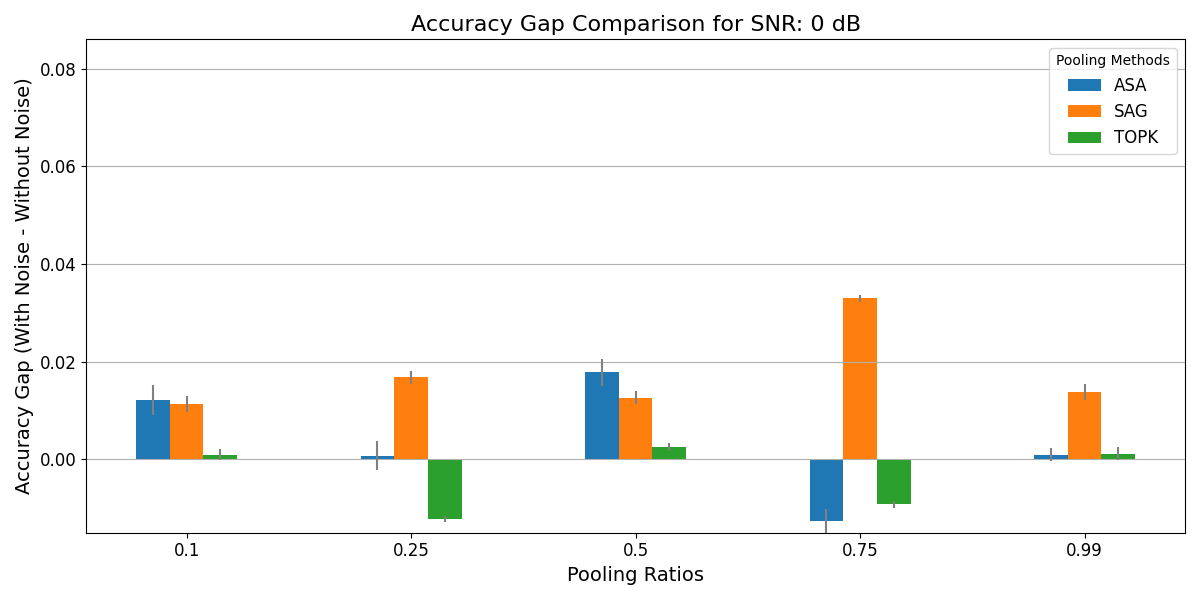 Accuracy Gap Comparison for SNR: 0 dB
Accuracy Gap (With Noise - Without Noise)
0.08
0.06
0.04
0.02
0.00
Pooling Methods
ASA
SAG
TOPK
0.1
0.25
0.5
0.75
0.99
Pooling Ratios